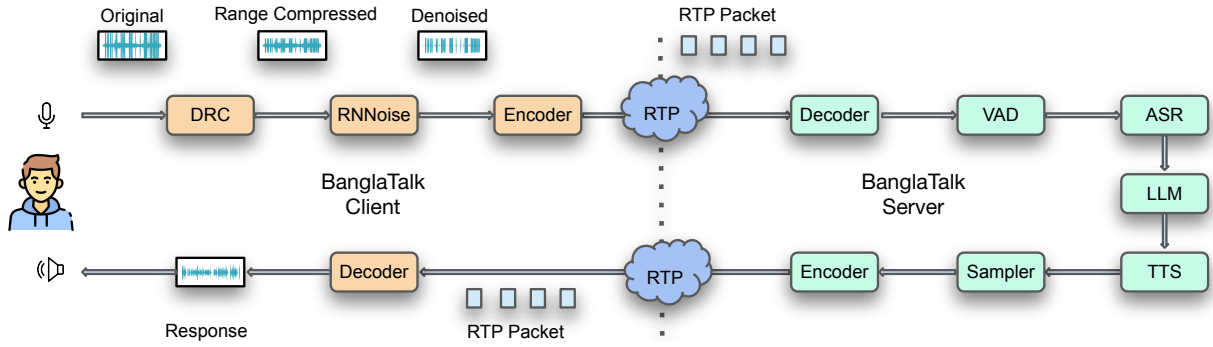 Original
Range Compressed
Denoised
RTP Packet
DRC
RNNoise
Encoder
RTP
Decoder
VAD
ASR
BanglaTalk
Client
BanglaTalk
Server
LLM
Decoder
RTP
Encoder
Sampler
TTS
Response
RTP Packet